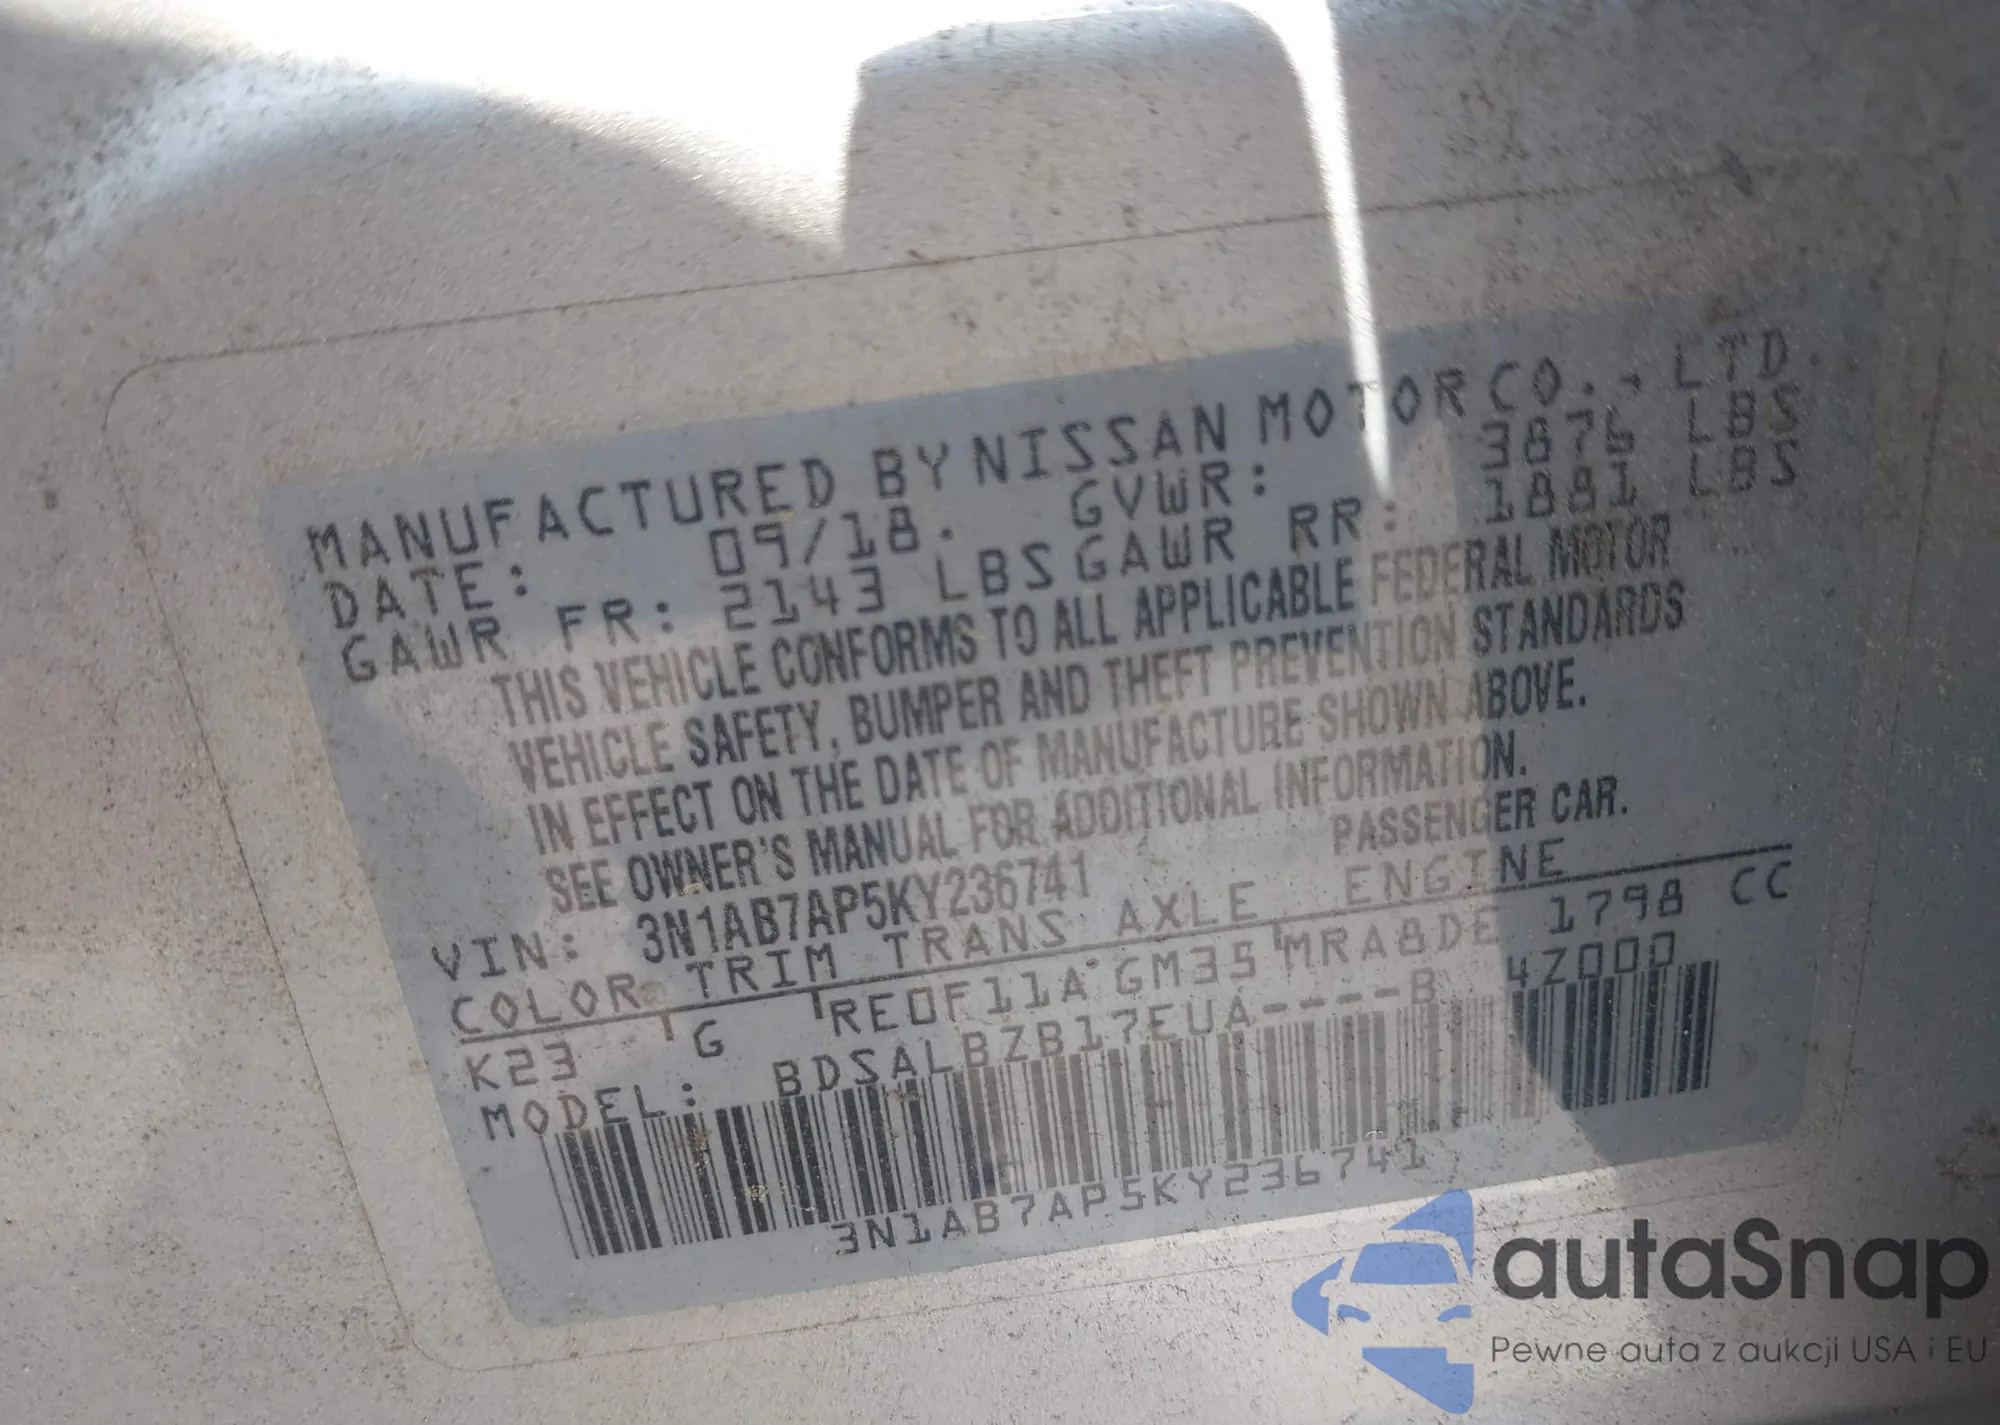 MANUFACTURED BY NISSAN MOTOR CO., LTD.
DATE: 09/18. GVWR: 3876 LBS
GAWR FR: 2143 LBS GAWR RR: 1881 LBS
THIS VEHICLE CONFORMS TO ALL APPLICABLE FEDERAL MOTOR
VEHICLE SAFETY, BUMPER AND THEFT PREVENTION STANDARDS
IN EFFECT ON THE DATE OF MANUFACTURE SHOWN ABOVE.
SEE OWNER'S MANUAL FOR ADDITIONAL INFORMATION.
VIN: 3N1AB7AP5KY236741 PASSENGER CAR.
COLOR TRIM TRANS AXLE ENGINE
K23 G RE0F11A GM35 MRA8DE 1798 CC
MODEL: BDSALBZB17EUA----B 4Z000
3N1AB7AP5KY236741
autaSnap
Pewne auta z aukcji USA i EU